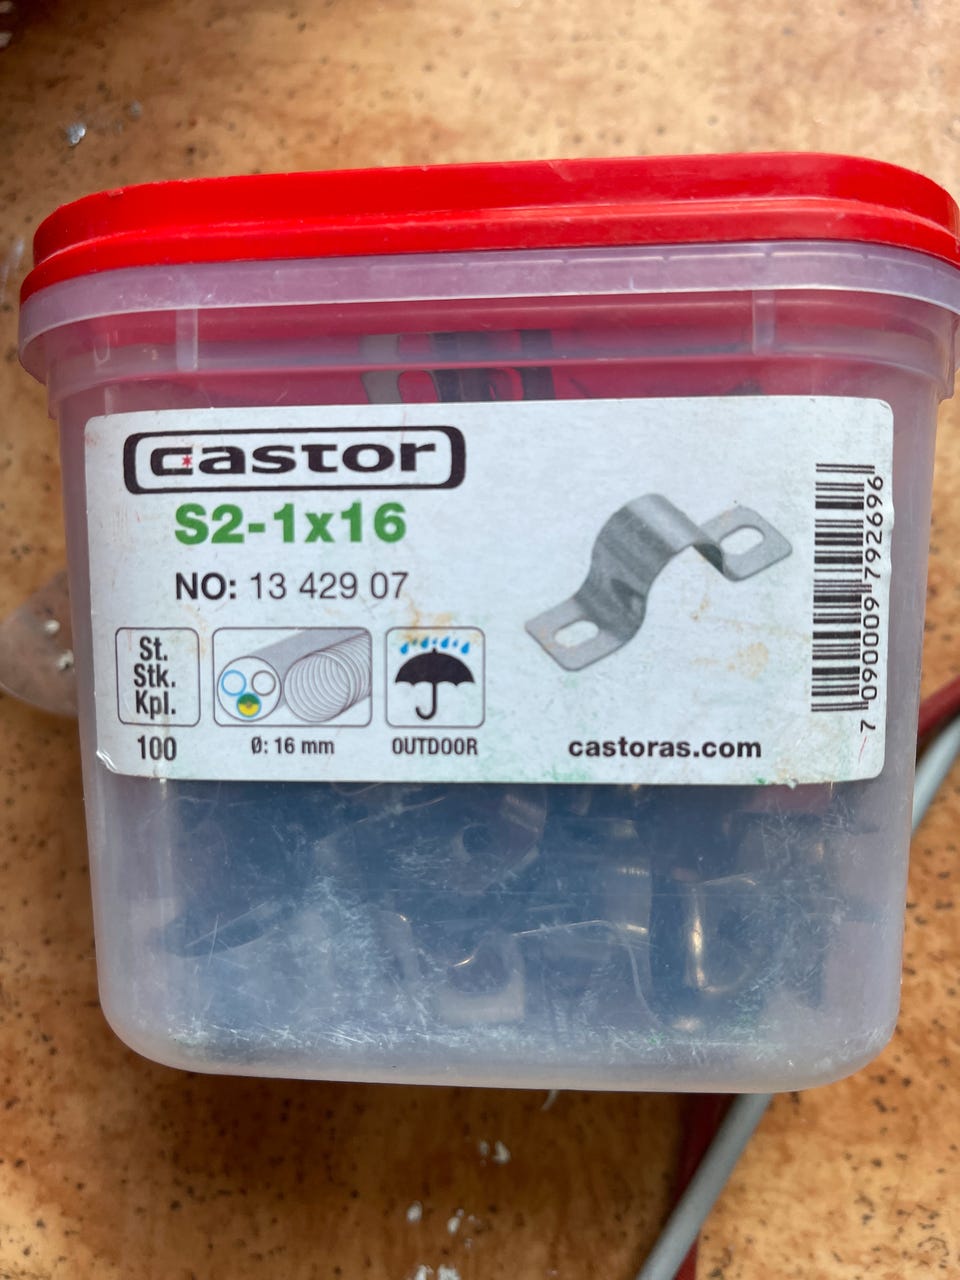 castor
S2-1x16
NO: 13 429 07
St.
Stk.
Kpl.
100
Ø: 16 mm
OUTDOOR
castoras.com
7 090009 792696